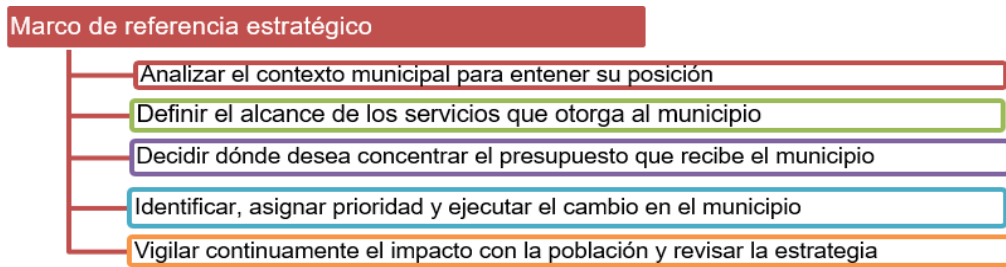 Marco de referencia estratégico
Analizar el contexto municipal para entener su posición
Definir el alcance de los servicios que otorga al municipio
Decidir dónde desea concentrar el presupuesto que recibe el municipio
Identificar, asignar prioridad y ejecutar el cambio en el municipio
Vigilar continuamente el impacto con la población y revisar la estrategia